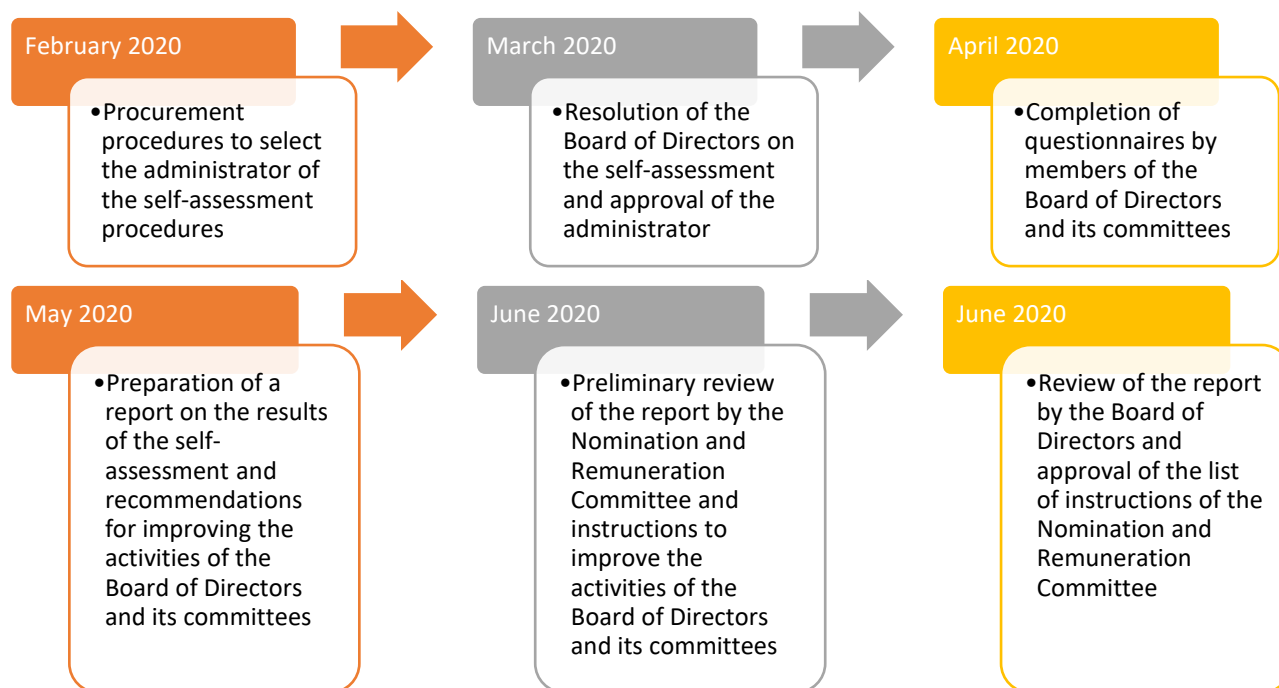 February 2020
•Procurement
procedures to select
the administrator of
the self-assessment
procedures
March 2020
•Resolution of the
Board of Directors on
the self-assessment
and approval of the
administrator
April 2020
•Completion of
questionnaires by
members of the
Board of Directors
and its committees
May 2020
•Preparation of a
report on the results
of the self-
assessment and
recommendations
for improving the
activities of the
Board of Directors
and its committees
June 2020
•Preliminary review
of the report by the
Nomination and
Remuneration
Committee and
instructions to
improve the
activities of the
Board of Directors
and its committees
June 2020
•Review of the report
by the Board of
Directors and
approval of the list
of instructions of the
Nomination and
Remuneration
Committee